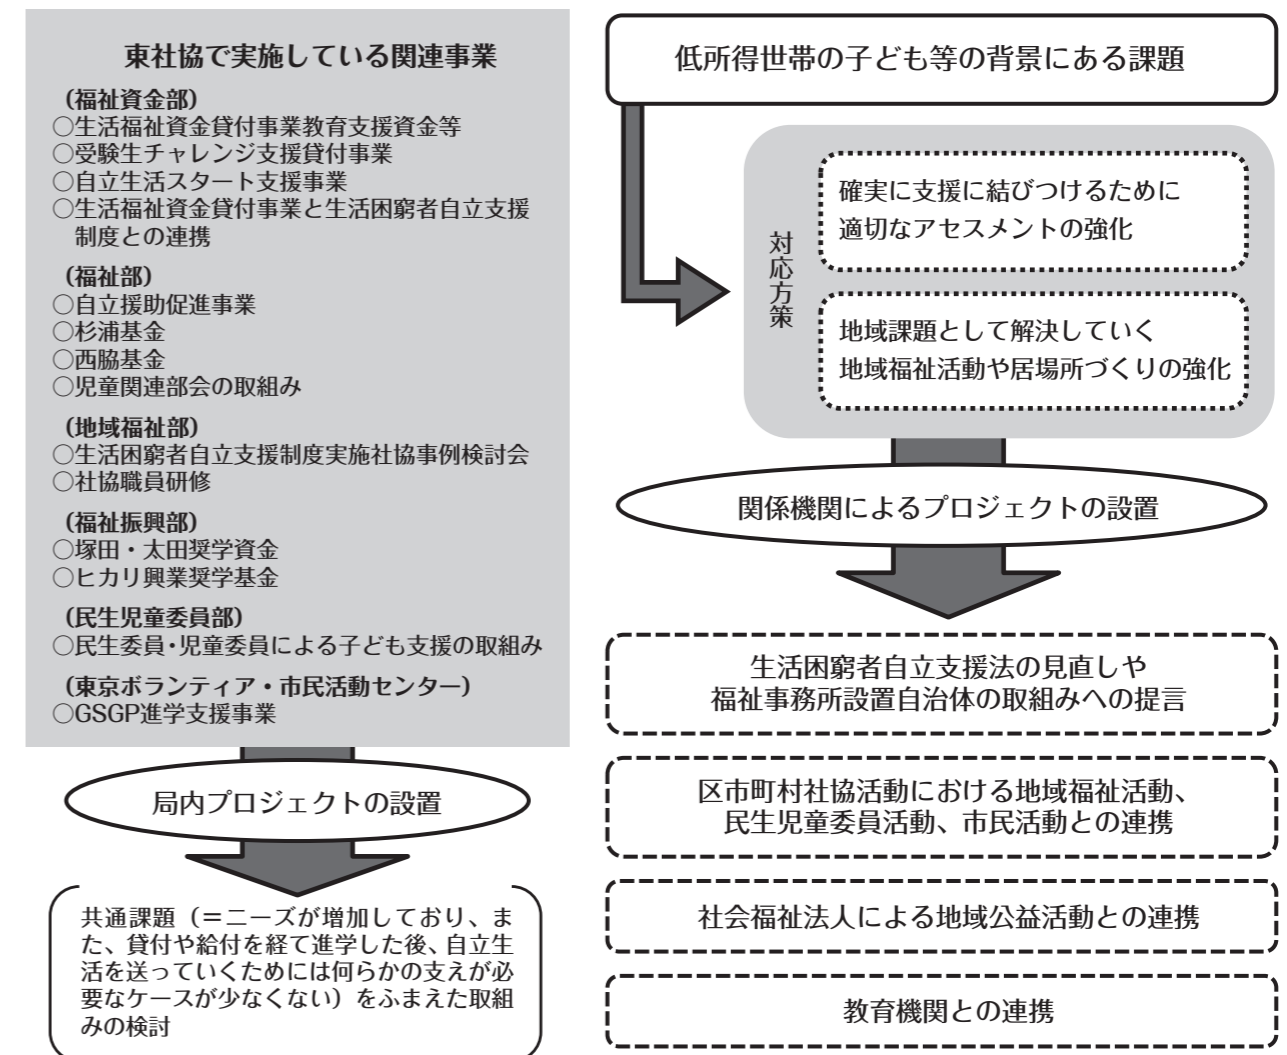 東社協で実施している関連事業
（福祉資金部）
○生活福祉資金貸付事業教育支援資金等
○受験生チャレンジ支援貸付事業
○自立生活スタート支援事業
○生活福祉資金貸付事業と生活困窮者自立支援
制度との連携
（福祉部）
○自立援助促進事業
○杉浦基金
○西脇基金
○児童関連部会の取組み
（地域福祉部）
○生活困窮者自立支援制度実施社協事例検討会
○社協職員研修
（福祉振興部）
○塚田・太田奨学資金
○ヒカリ興業奨学基金
（民生児童委員部）
○民生委員・児童委員による子ども支援の取組み
（東京ボランティア・市民活動センター）
○GSGP進学支援事業
局内プロジェクトの設置
共通課題（＝ニーズが増加しており、ま
た、貸付や給付を経て進学した後、自立生
活を送っていくためには何らかの支えが必
要なケースが少なくない）をふまえた取組
みの検討
低所得世帯の子ども等の背景にある課題
対応方策
確実に支援に結びつけるために
適切なアセスメントの強化
地域課題として解決していく
地域福祉活動や居場所づくりの強化
関係機関によるプロジェクトの設置
生活困窮者自立支援法の見直しや
福祉事務所設置自治体の取組みへの提言
区市町村社協活動における地域福祉活動、
民生児童委員活動、市民活動との連携
社会福祉法人による地域公益活動との連携
教育機関との連携